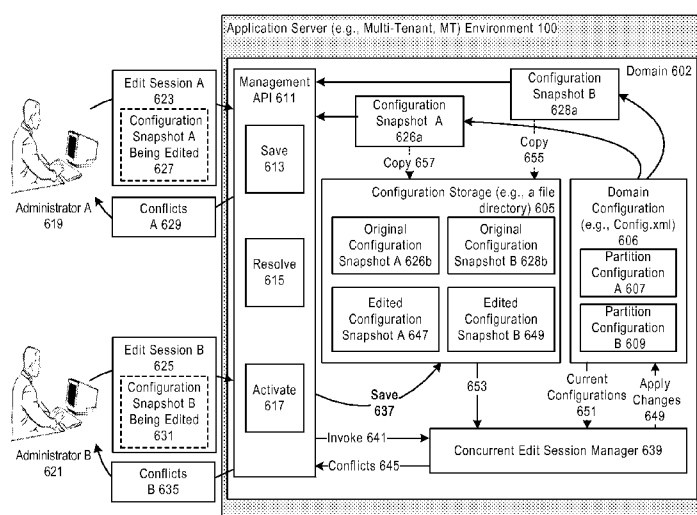 Application Server (e.g., Multi-Tenant, MT) Environment 100
Domain 602
Edit Session A
623
Configuration
Snapshot A
Being Edited
627
Administrator A
619
Conflicts
A 629
Edit Session B
625
Configuration
Snapshot B
Being Edited
631
Administrator B
621
Conflicts
B 635
Management
API 611
Save
613
Resolve
615
Activate
617
Configuration
Snapshot A
626a
Configuration
Snapshot B
628a
Copy 657
Copy
655
Configuration Storage (e.g., a file
directory) 605
Original
Configuration
Snapshot A 626b
Original
Configuration
Snapshot B 628b
Edited
Configuration
Snapshot A 647
Edited
Configuration
Snapshot B 649
Domain
Configuration
(e.g., Config.xml)
606
Partition
Configuration
A 607
Partition
Configuration
B 609
Save
637
653
Current
Configurations
651
Apply
Changes
649
Invoke 641
Conflicts 645
Concurrent Edit Session Manager 639